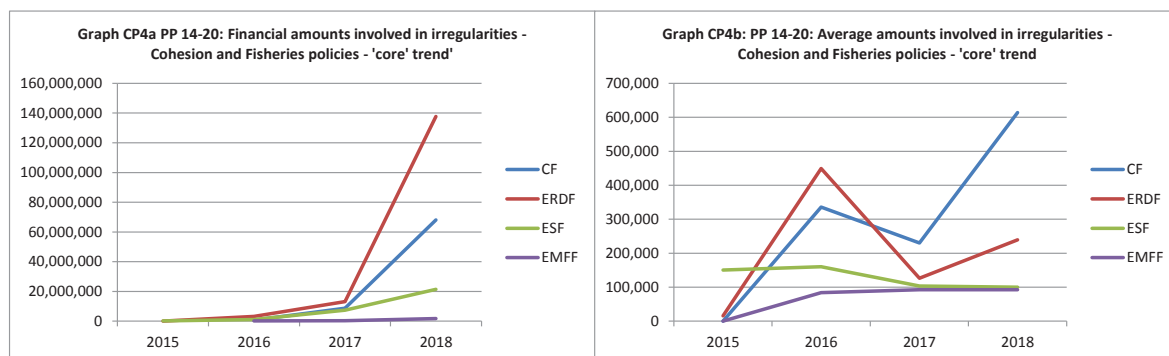 Graph CP4a PP 14-20: Financial amounts involved in irregularities -
Cohesion and Fisheries policies - 'core' trend'
160,000,000
140,000,000
120,000,000
100,000,000
80,000,000
60,000,000
40,000,000
20,000,000
0
2015 2016 2017 2018
CF
ERDF
ESF
EMFF
Graph CP4b: PP 14-20: Average amounts involved in irregularities -
Cohesion and Fisheries policies - 'core' trend
700,000
600,000
500,000
400,000
300,000
200,000
100,000
0
2015 2016 2017 2018
CF
ERDF
ESF
EMFF